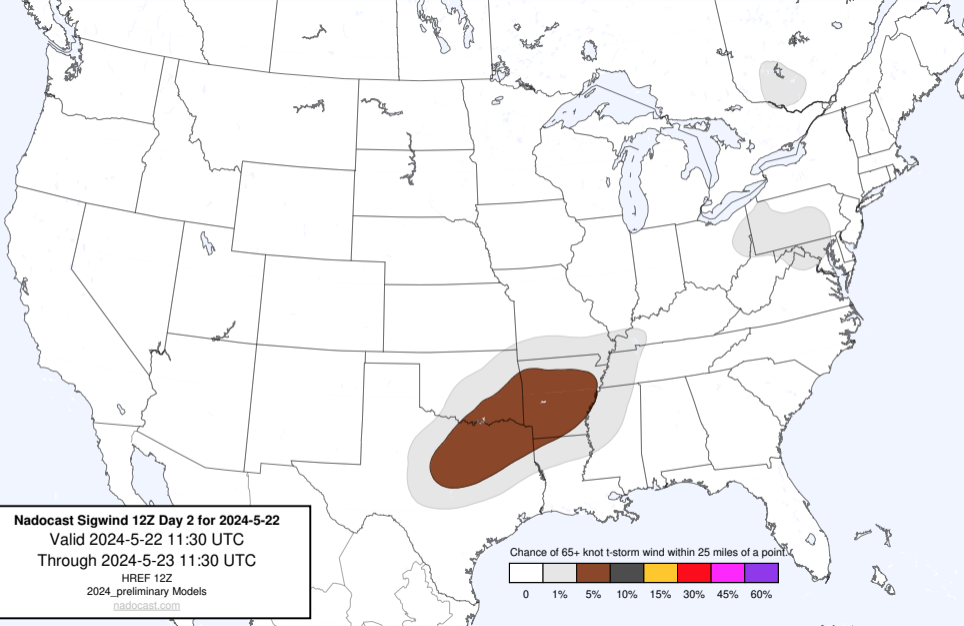 Nadocast Sigwind 12Z Day 2 for 2024-5-22
Valid 2024-5-22 11:30 UTC
Through 2024-5-23 11:30 UTC
HREF 12Z
2024_preliminary Models
nadocast.com
Chance of 65+ knot t-storm wind within 25 miles of a point.
0 1% 5% 10% 15% 30% 45% 60%